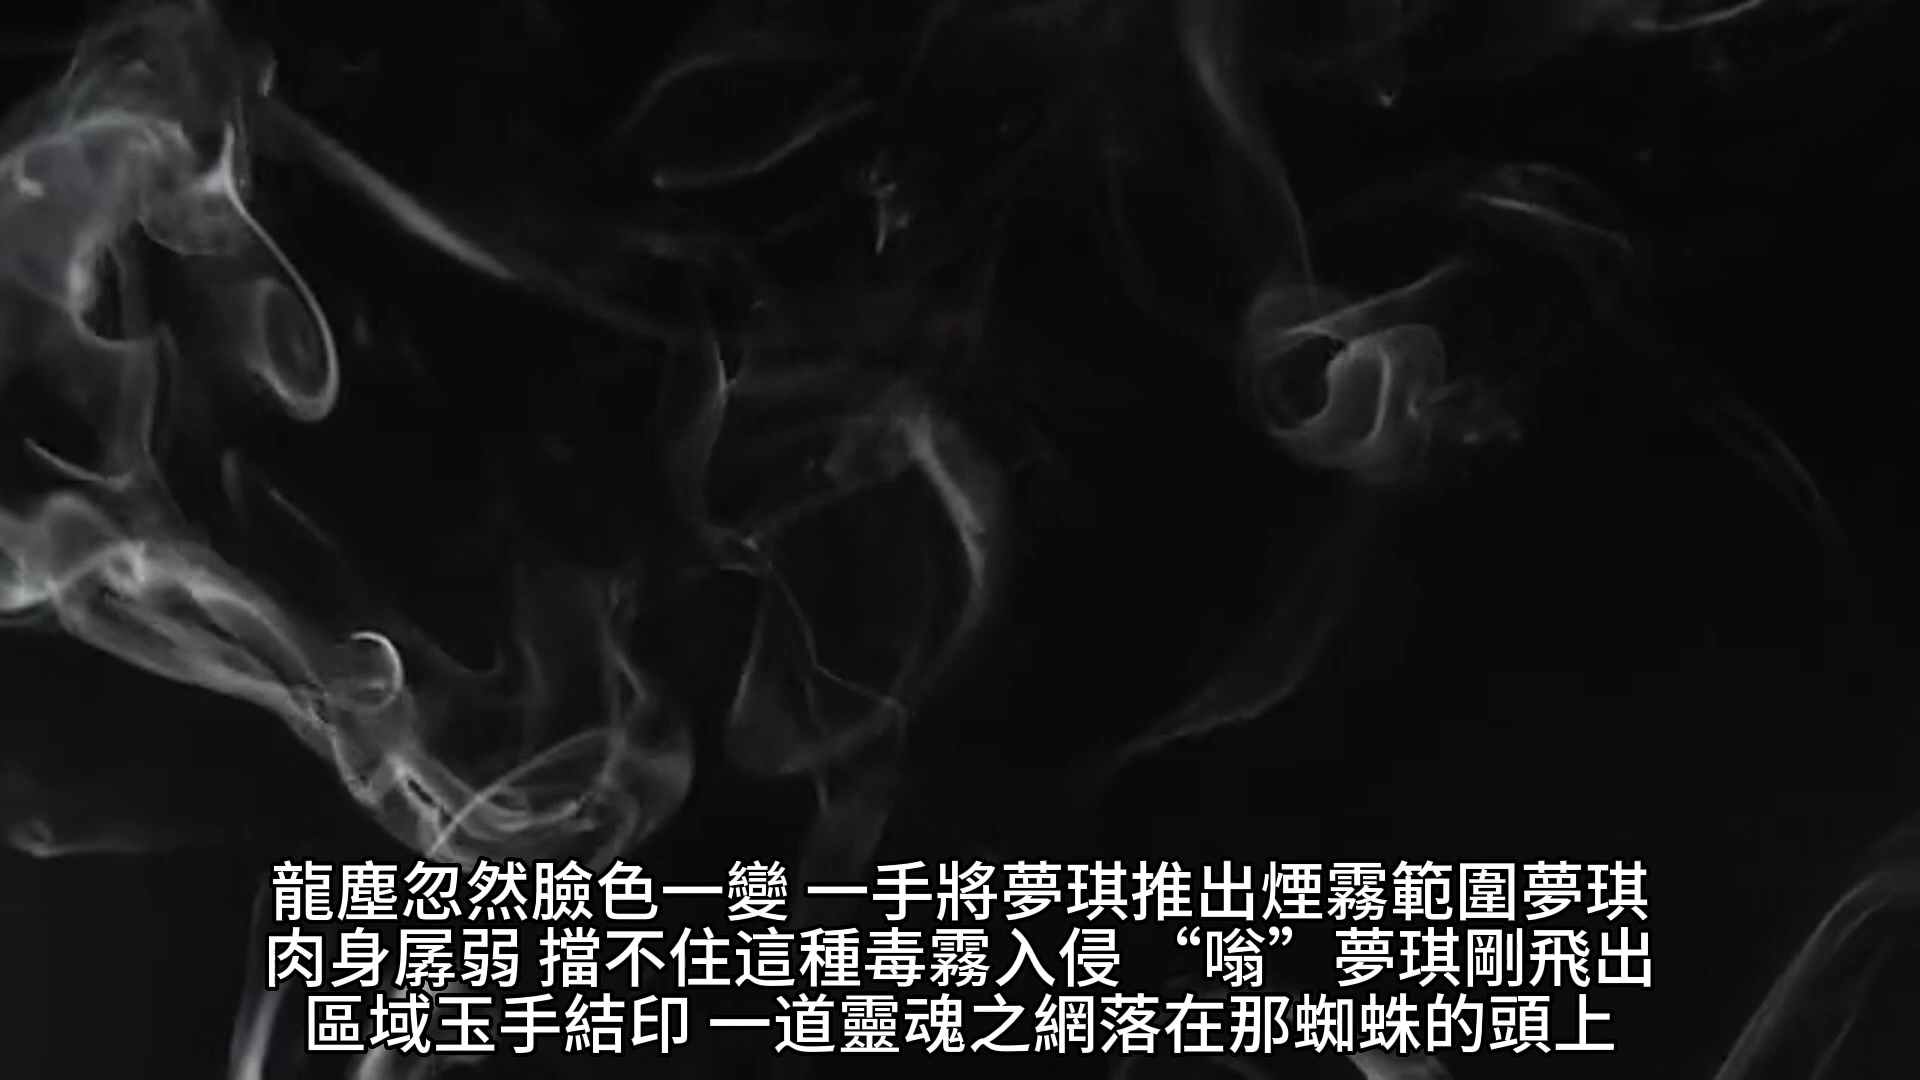 龍塵忽然臉色一變 一手將夢琪推出煙霧範圍夢琪
肉身孱弱 擋不住這種毒霧入侵 “嗡”夢琪剛飛出
區域玉手結印 一道靈魂之網落在那蜘蛛的頭上